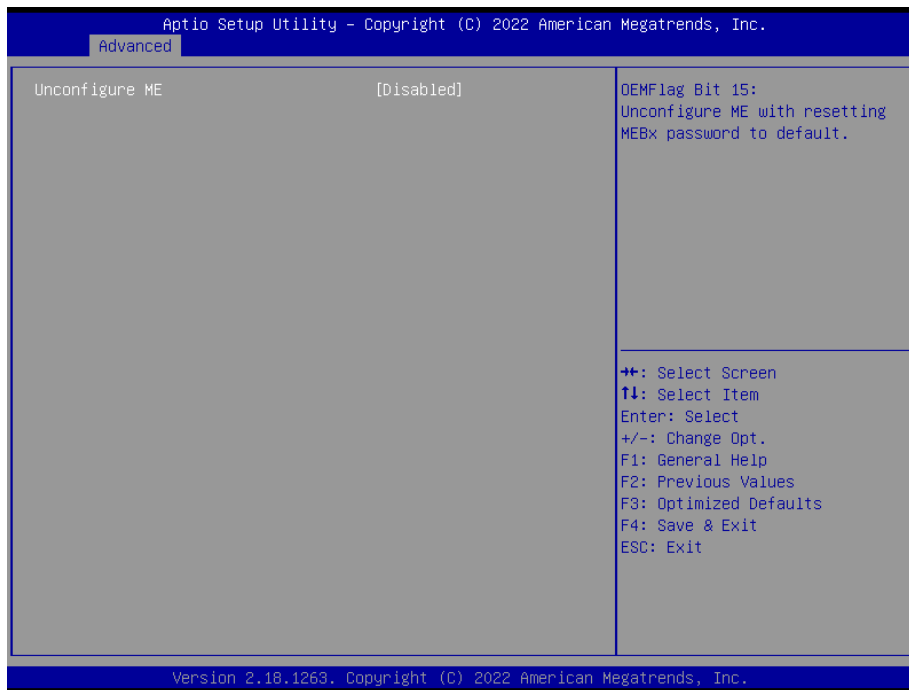 Aptio Setup Utility – Copyright (C) 2022 American Megatrends, Inc.
Advanced
Unconfigure ME [Disabled]
OEMFlag Bit 15:
Unconfigure ME with resetting
MEBx password to default.
→←: Select Screen
↑↓: Select Item
Enter: Select
+/-: Change Opt.
F1: General Help
F2: Previous Values
F3: Optimized Defaults
F4: Save & Exit
ESC: Exit
Version 2.18.1263. Copyright (C) 2022 American Megatrends, Inc.